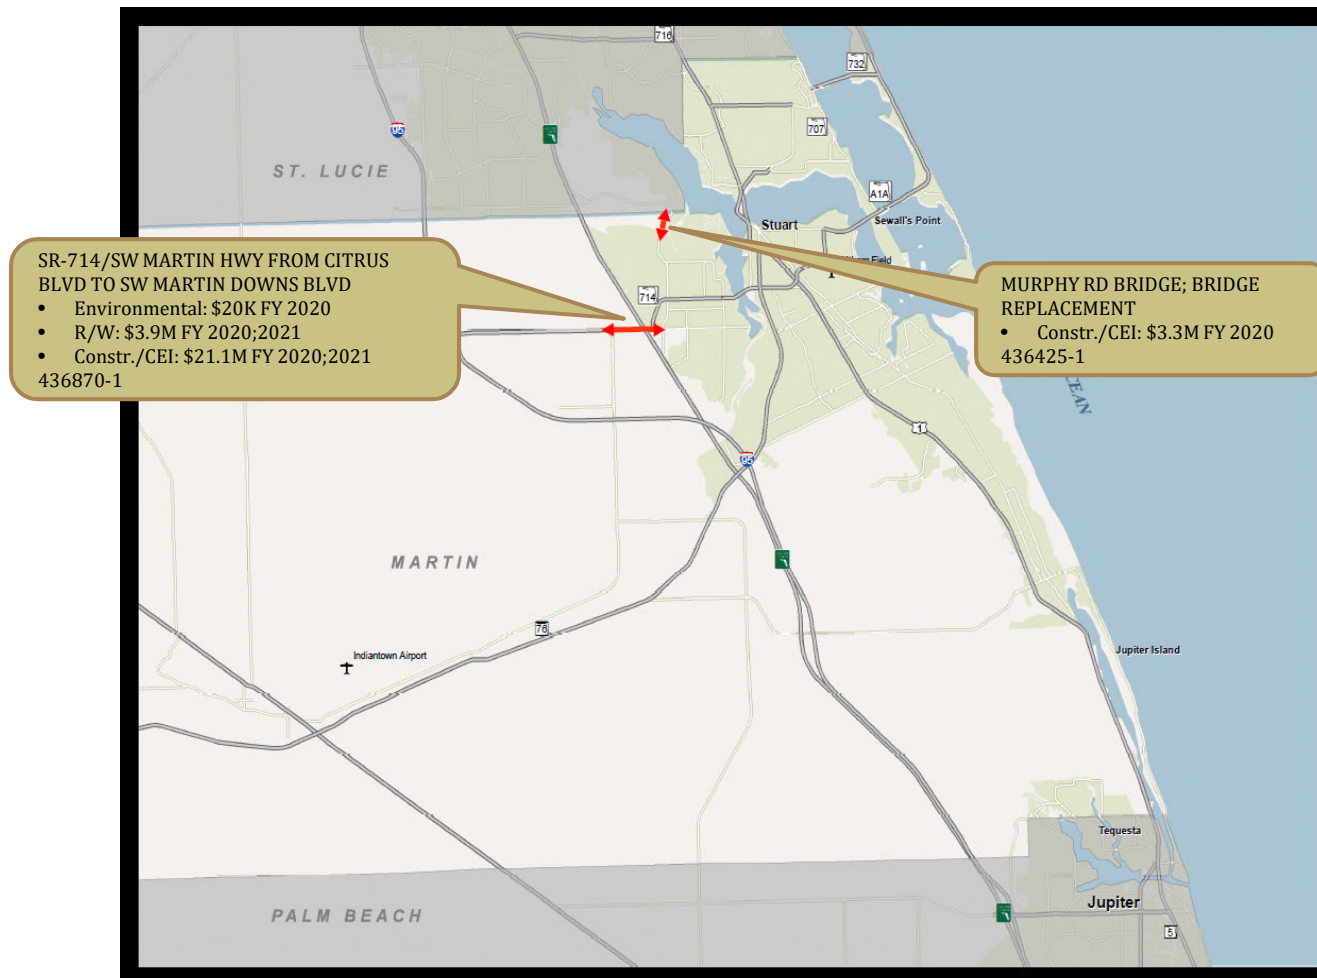 716
732
95
707
ST. LUCIE
A1A
Stuart
Sewall's Point
Field
SR-714/SW MARTIN HWY FROM CITRUS
BLVD TO SW MARTIN DOWNS BLVD
• Environmental: $20K FY 2020
• R/W: $3.9M FY 2020;2021
• Constr./CEI: $21.1M FY 2020;2021
436870-1
714
MURPHY RD BRIDGE; BRIDGE
REPLACEMENT
• Constr./CEI: $3.3M FY 2020
436425-1
1
95
MARTIN
76
Indiantown Airport
Jupiter Island
Tequesta
Jupiter
PALM BEACH
5